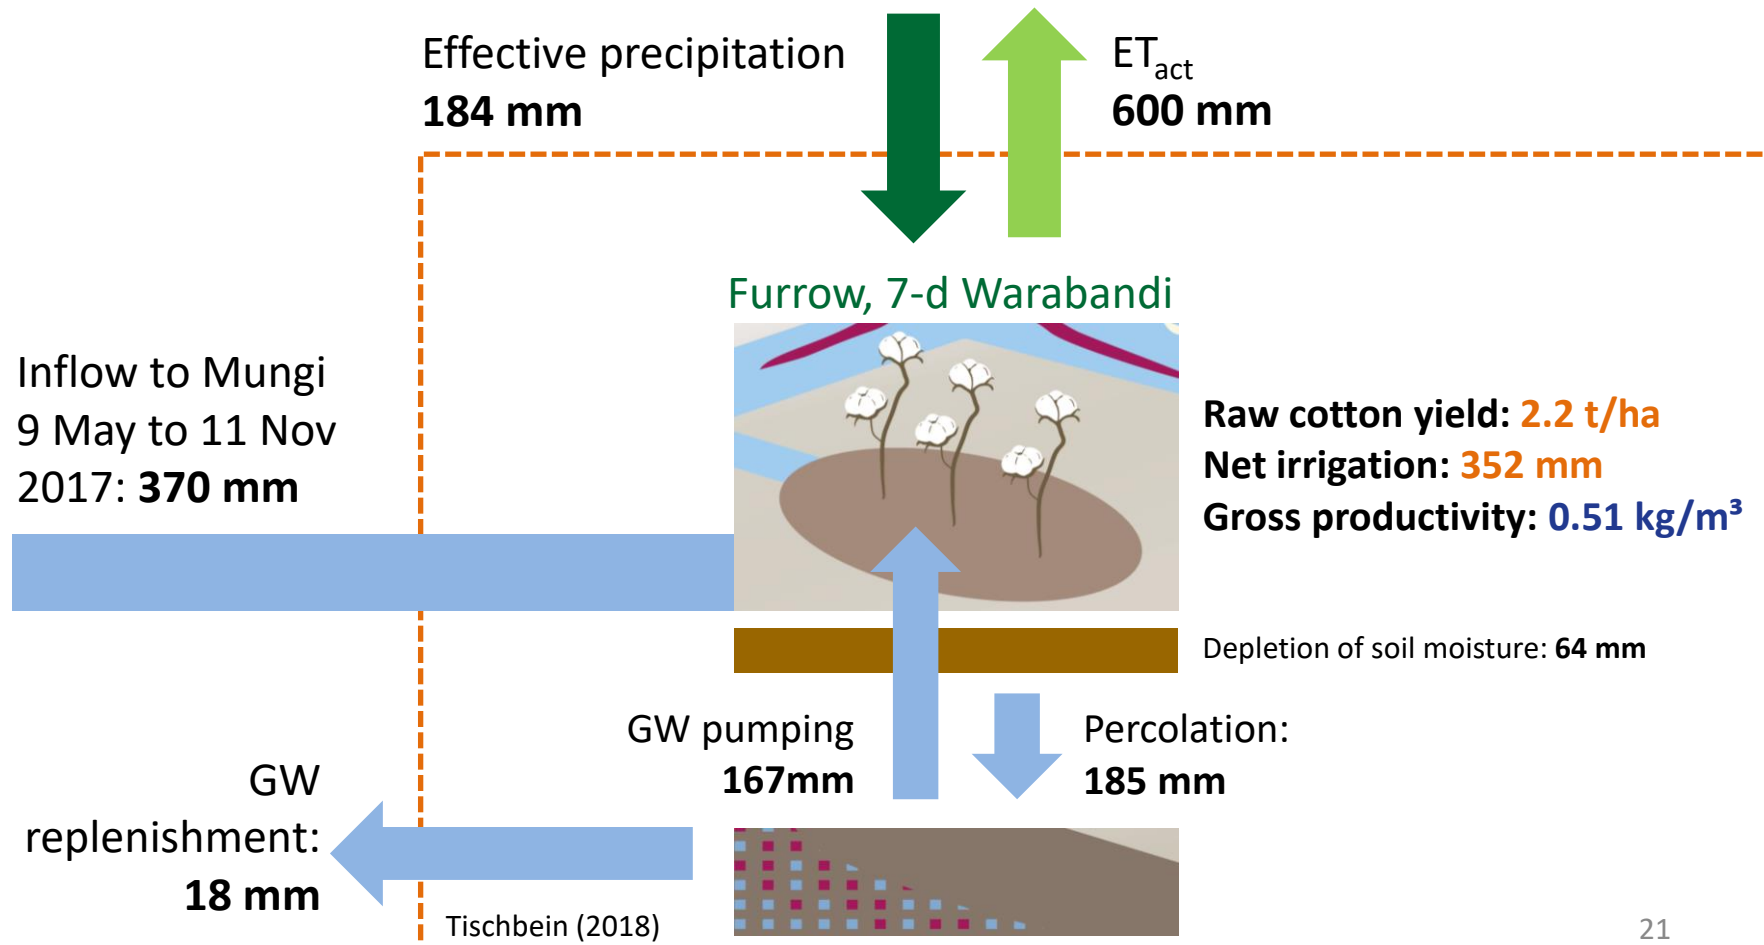 Effective precipitation
184 mm
ETact
600 mm
Furrow, 7-d Warabandi
Inflow to Mungi
9 May to 11 Nov
2017: 370 mm
Raw cotton yield: 2.2 t/ha
Net irrigation: 352 mm
Gross productivity: 0.51 kg/m³
Depletion of soil moisture: 64 mm
GW pumping
167mm
Percolation:
185 mm
GW
replenishment:
18 mm
Tischbein (2018)
21